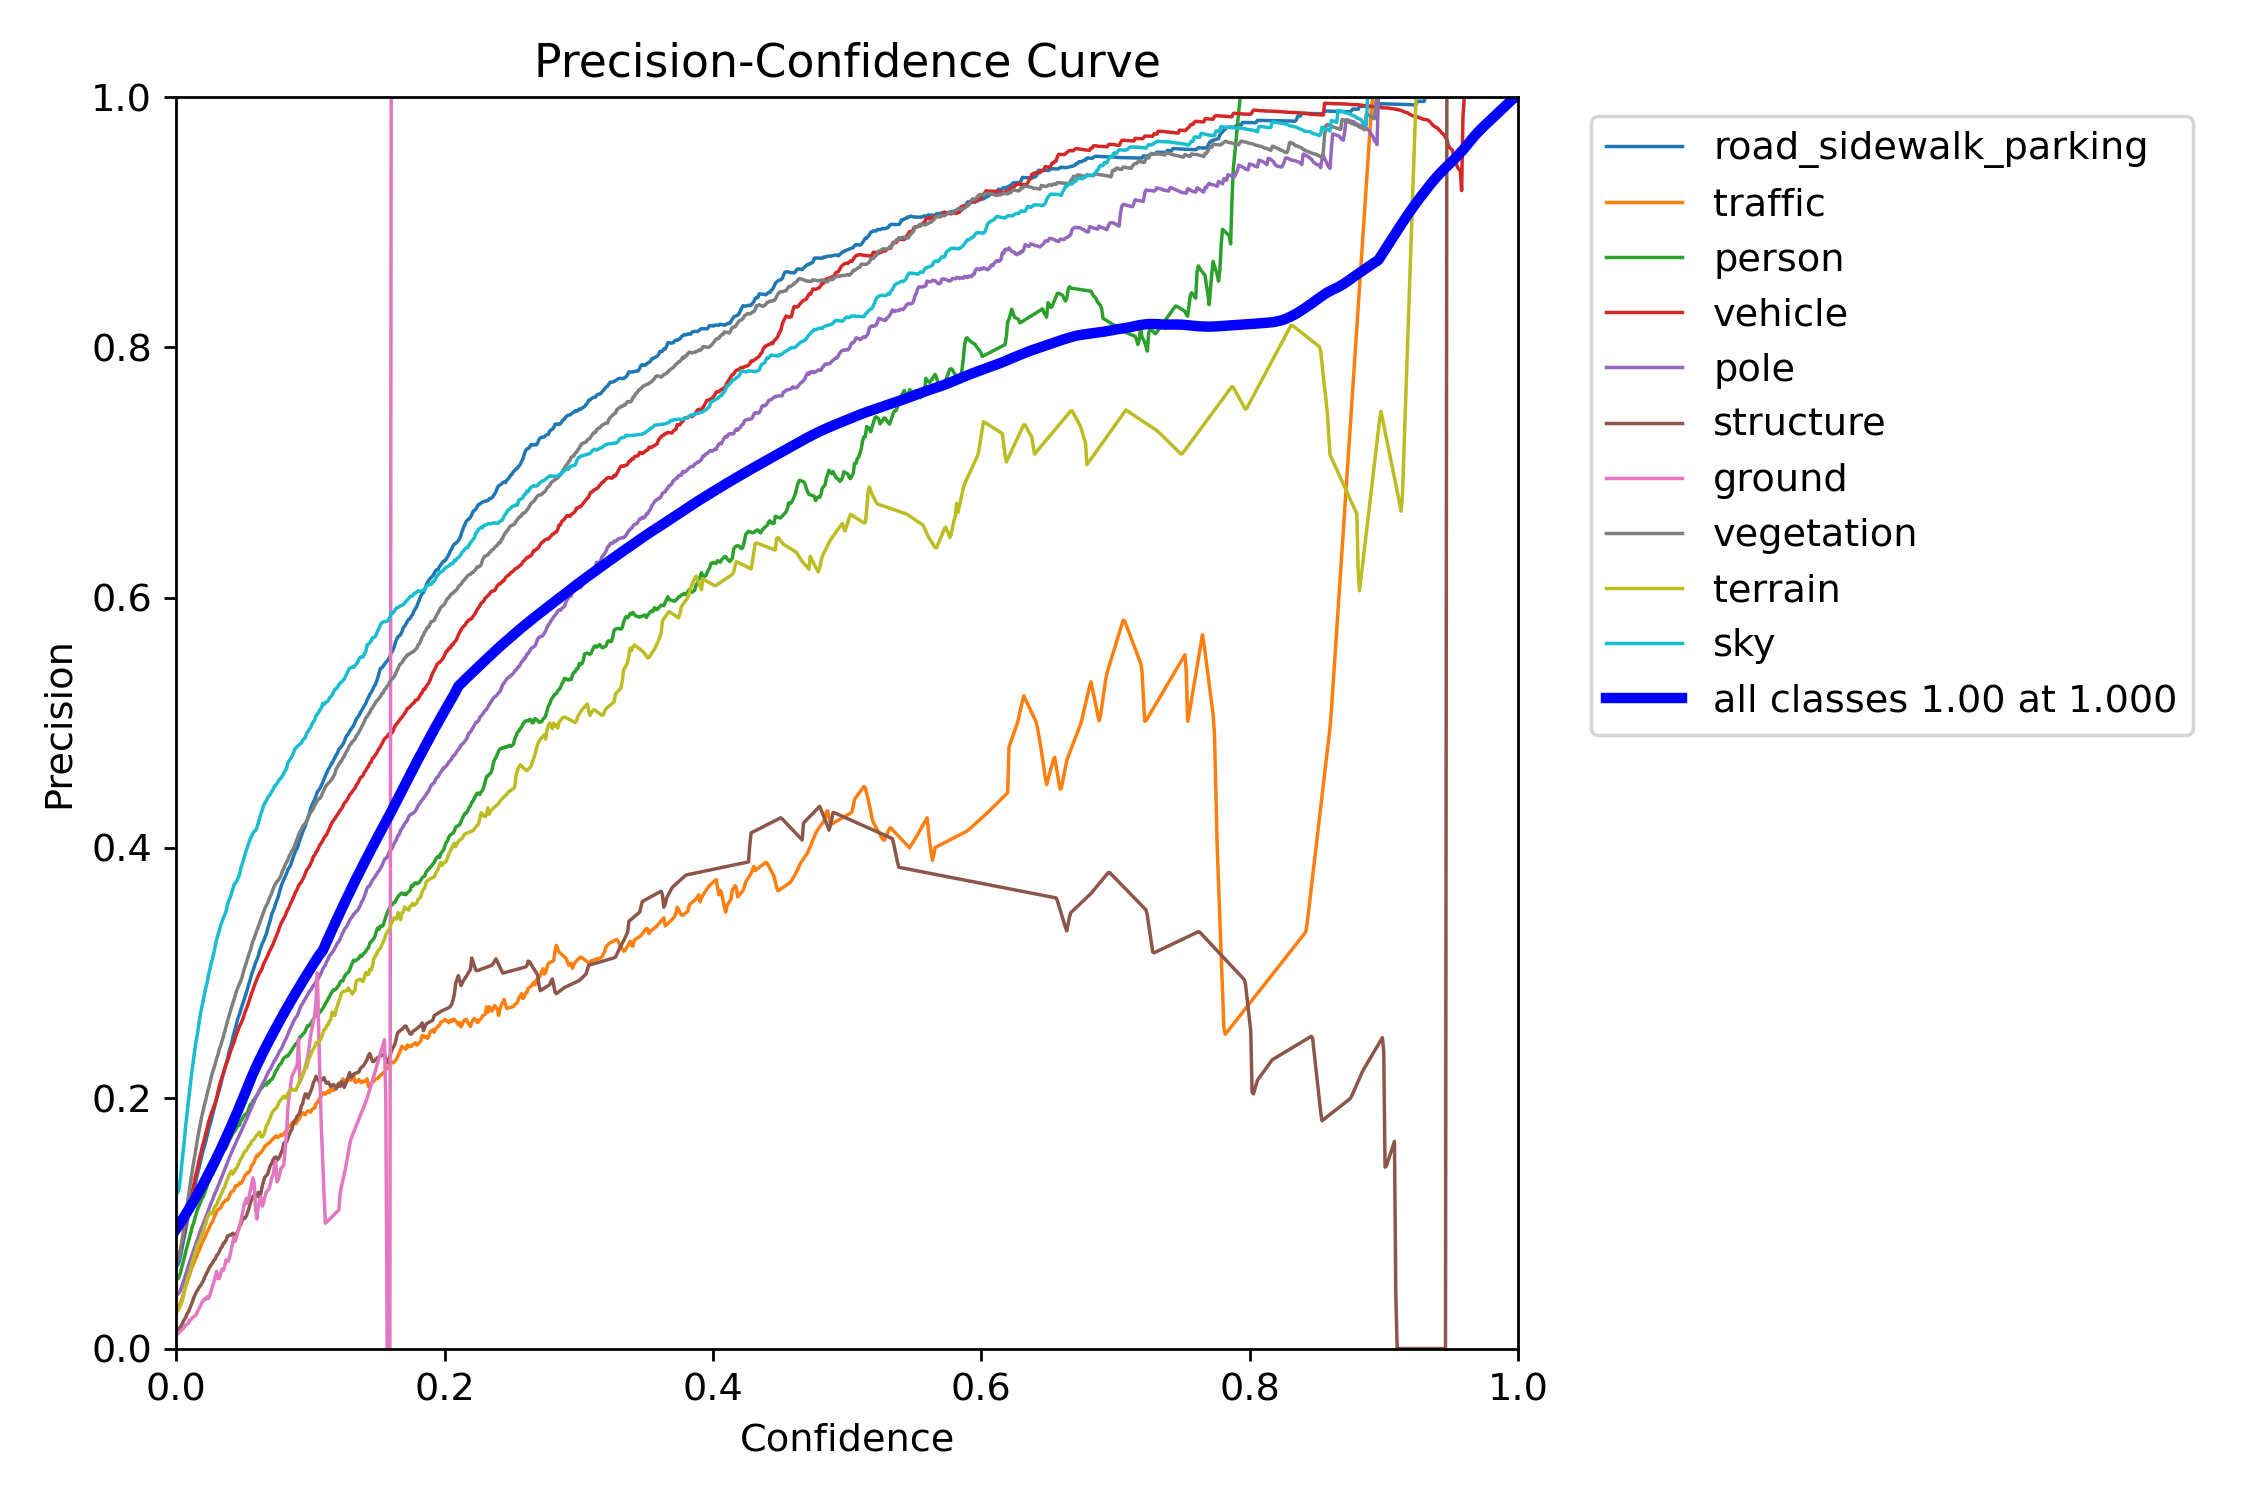 Precision-Confidence Curve
1.0
0.8
0.6
0.4
0.2
0.0
Precision
0.0 0.2 0.4 0.6 0.8 1.0
Confidence
road_sidewalk_parking
traffic
person
vehicle
pole
structure
ground
vegetation
terrain
sky
all classes 1.00 at 1.000